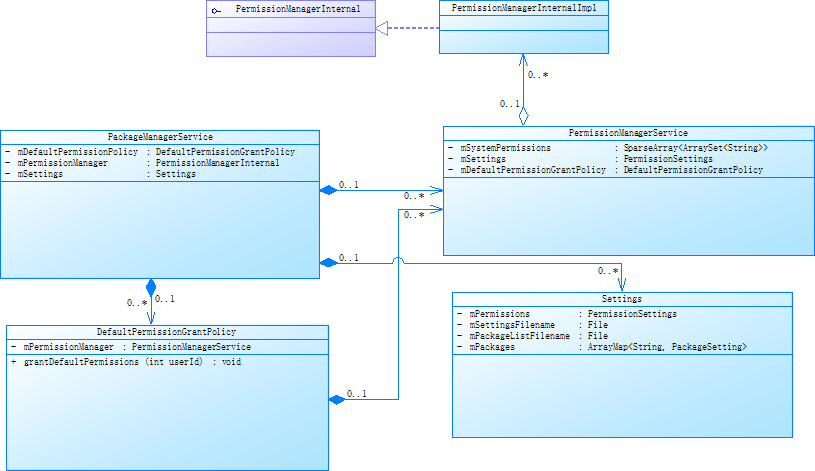 PermissionManagerInternal
PermissionManagerInternalImpl
0..*
0..1
PackageManagerService
- mDefaultPermissionPolicy : DefaultPermissionGrantPolicy
- mPermissionManager : PermissionManagerInternal
- mSettings : Settings
PermissionManagerService
- mSystemPermissions : SparseArray<ArraySet<String>>
- mSettings : PermissionSettings
- mDefaultPermissionGrantPolicy : DefaultPermissionGrantPolicy
0..1
0..*
0..*
0..1
0..*
0..1
0..*
DefaultPermissionGrantPolicy
- mPermissionManager : PermissionManagerService
+ grantDefaultPermissions (int userId) : void
0..1
Settings
- mPermissions : PermissionSettings
- mSettingsFilename : File
- mPackageListFilename : File
- mPackages : ArrayMap<String, PackageSetting>